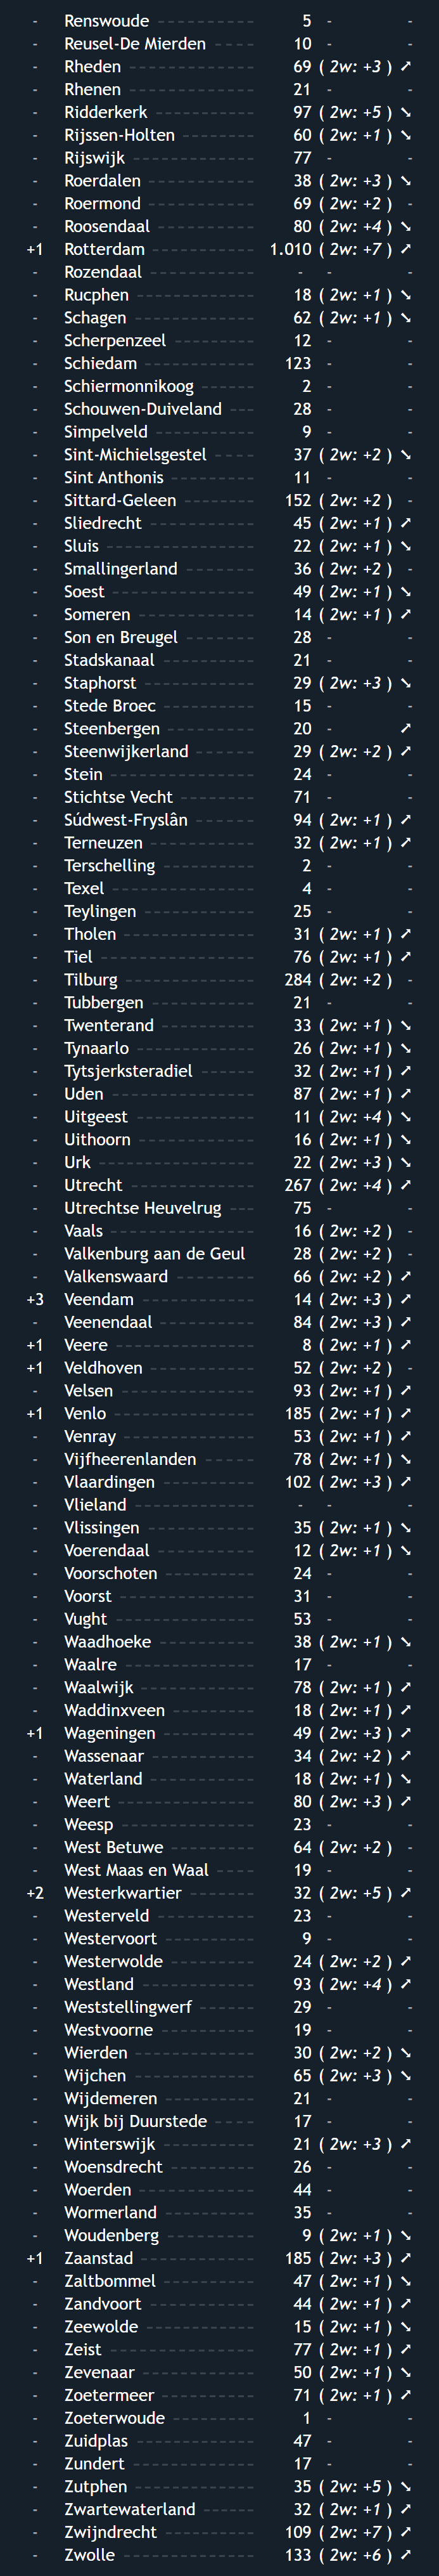 - Renswoude ----------- 5 - -
- Reusel-De Mierden ----- 10 - -
- Rheden -------------- 69 ( 2w: +3 ) ➚
- Rhenen -------------- 21 - -
- Ridderkerk ----------- 97 ( 2w: +5 ) ➘
- Rijssen-Holten -------- 60 ( 2w: +1 ) ➘
- Rijswijk -------------- 77 - -
- Roerdalen ------------ 38 ( 2w: +3 ) ➘
- Roermond ------------ 69 ( 2w: +2 ) -
- Roosendaal ----------- 80 ( 2w: +4 ) ➘
+1 Rotterdam ------------ 1.010 ( 2w: +7 ) ➚
- Rozendaal ------------ - - -
- Rucphen ------------- 18 ( 2w: +1 ) ➘
- Schagen ------------- 62 ( 2w: +1 ) ➘
- Scherpenzeel --------- 12 - -
- Schiedam ------------ 123 - -
- Schiermonnikoog ------ 2 - -
- Schouwen-Duiveland --- 28 - -
- Simpelveld ----------- 9 - -
- Sint-Michielsgestel ----- 37 ( 2w: +2 ) ➘
- Sint Anthonis --------- 11 - -
- Sittard-Geleen -------- 152 ( 2w: +2 ) -
- Sliedrecht ------------ 45 ( 2w: +1 ) ➚
- Sluis ---------------- 22 ( 2w: +1 ) ➘
- Smallingerland -------- 36 ( 2w: +2 ) -
- Soest ---------------- 49 ( 2w: +1 ) ➘
- Someren ------------- 14 ( 2w: +1 ) ➚
- Son en Breugel -------- 28 - -
- Stadskanaal ---------- 21 - -
- Staphorst ------------ 29 ( 2w: +3 ) ➘
- Stede Broec ---------- 15 - -
- Steenbergen ---------- 20 - ➚
- Steenwijkerland ------- 29 ( 2w: +2 ) ➚
- Stein ---------------- 24 - -
- Stichtse Vecht -------- 71 - -
- Súdwest-Fryslân ------- 94 ( 2w: +1 ) ➚
- Terneuzen ------------ 32 ( 2w: +1 ) ➚
- Terschelling ---------- 2 - -
- Texel ---------------- 4 - -
- Teylingen ------------ 25 - -
- Tholen -------------- 31 ( 2w: +1 ) ➚
- Tiel ----------------- 76 ( 2w: +1 ) ➚
- Tilburg -------------- 284 ( 2w: +2 ) -
- Tubbergen ----------- 21 - -
- Twenterand ---------- 33 ( 2w: +1 ) ➘
- Tynaarlo ------------- 26 ( 2w: +1 ) ➘
- Tytsjerksteradiel ------ 32 ( 2w: +1 ) ➚
- Uden ---------------- 87 ( 2w: +1 ) ➚
- Uitgeest ------------- 11 ( 2w: +4 ) ➘
- Uithoorn ------------- 16 ( 2w: +1 ) ➘
- Urk ----------------- 22 ( 2w: +3 ) ➘
- Utrecht -------------- 267 ( 2w: +4 ) ➚
- Utrechtse Heuvelrug --- 75 - -
- Vaals ---------------- 16 ( 2w: +2 ) -
- Valkenburg aan de Geul 28 ( 2w: +2 ) -
- Valkenswaard --------- 66 ( 2w: +2 ) ➚
+3 Veendam ------------- 14 ( 2w: +3 ) ➚
- Veenendaal ----------- 84 ( 2w: +3 ) ➚
+1 Veere --------------- 8 ( 2w: +1 ) ➚
+1 Veldhoven ------------ 52 ( 2w: +2 ) -
- Velsen --------------- 93 ( 2w: +1 ) ➚
+1 Venlo ---------------- 185 ( 2w: +1 ) ➚
- Venray --------------- 53 ( 2w: +1 ) ➚
- Vijfheerenlanden ------ 78 ( 2w: +1 ) ➘
- Vlaardingen ---------- 102 ( 2w: +3 ) ➚
- Vlieland ------------- - - -
- Vlissingen ------------ 35 ( 2w: +1 ) ➘
- Voerendaal ----------- 12 ( 2w: +1 ) ➘
- Voorschoten ---------- 24 - -
- Voorst --------------- 31 - -
- Vught --------------- 53 - -
- Waadhoeke ---------- 38 ( 2w: +1 ) ➘
- Waalre -------------- 17 - -
- Waalwijk ------------- 78 ( 2w: +1 ) ➚
- Waddinxveen --------- 18 ( 2w: +1 ) ➚
+1 Wageningen ---------- 49 ( 2w: +3 ) ➚
- Wassenaar ----------- 34 ( 2w: +2 ) ➚
- Waterland ----------- 18 ( 2w: +1 ) ➘
- Weert --------------- 80 ( 2w: +3 ) ➚
- Weesp --------------- 23 - -
- West Betuwe --------- 64 ( 2w: +2 ) -
- West Maas en Waal ---- 19 - -
+2 Westerkwartier ------- 32 ( 2w: +5 ) ➚
- Westerveld ----------- 23 - -
- Westervoort ---------- 9 - -
- Westerwolde --------- 24 ( 2w: +2 ) ➚
- Westland ------------ 93 ( 2w: +4 ) ➚
- Weststellingwerf ------ 29 - -
- Westvoorne ---------- 19 - -
- Wierden ------------- 30 ( 2w: +2 ) ➘
- Wijchen ------------- 65 ( 2w: +3 ) ➘
- Wijdemeren ---------- 21 - -
- Wijk bij Duurstede ----- 17 - -
- Winterswijk ---------- 21 ( 2w: +3 ) ➚
- Woensdrecht --------- 26 - -
- Woerden ------------ 44 - -
- Wormerland ---------- 35 - -
- Woudenberg --------- 9 ( 2w: +1 ) ➘
+1 Zaanstad ------------ 185 ( 2w: +3 ) ➚
- Zaltbommel ---------- 47 ( 2w: +1 ) ➘
- Zandvoort ----------- 44 ( 2w: +1 ) ➚
- Zeewolde ------------ 15 ( 2w: +1 ) ➘
- Zeist ---------------- 77 ( 2w: +1 ) ➚
- Zevenaar ------------ 50 ( 2w: +1 ) ➘
- Zoetermeer ---------- 71 ( 2w: +1 ) ➚
- Zoeterwoude --------- 1 - -
- Zuidplas ------------- 47 - -
- Zundert ------------- 17 - -
- Zutphen ------------- 35 ( 2w: +5 ) ➘
- Zwartewaterland ------ 32 ( 2w: +1 ) ➚
- Zwijndrecht ---------- 109 ( 2w: +7 ) ➚
- Zwolle --------------- 133 ( 2w: +6 ) ➚